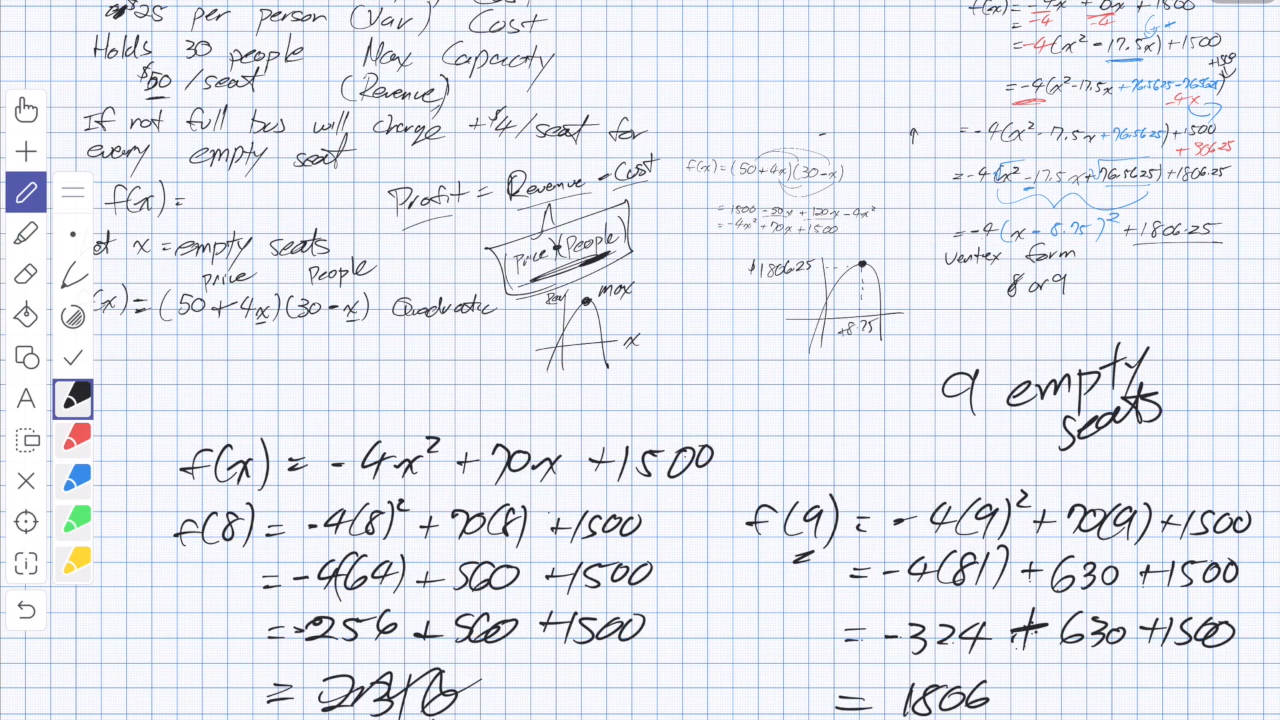 $25 per person (Var) Cost
Holds 30 people Max Capacity
$50 /seat (Revenue)
If not full bus will charge +$4/seat for
every empty seat
f(x) =
Profit = Revenue - Cost
Price x People
x = empty seats
price People
(x) = (50 + 4x)(30 - x) Quadratic
Rev max
x
f(x) = (50 + 4x)(30 - x)
= 1500 - 50x + 120x - 4x²
= -4x² + 70x + 1500
$1806.25
+8.75
+1500
= -4 -4
= -4(x² - 17.5x) + 1500
= -4(x² - 17.5x + 76.5625 - 76.5625)
-4x
= -4(x² - 17.5x + 76.5625) + 1500
+ 306.25
= -4(x² - 17.5x + 76.5625) + 1806.25
= -4(x - 8.75)² + 1806.25
vertex form
8 or 9
9 empty
seats
f(x) = -4x² + 70x + 1500
f(8) = -4(8)² + 70(8) + 1500
= -4(64) + 560 + 1500
= -256 + 560 + 1500
f(9) = -4(9)² + 70(9) + 1500
= -4(81) + 630 + 1500
= -324 + 630 + 1500
= 1806
A